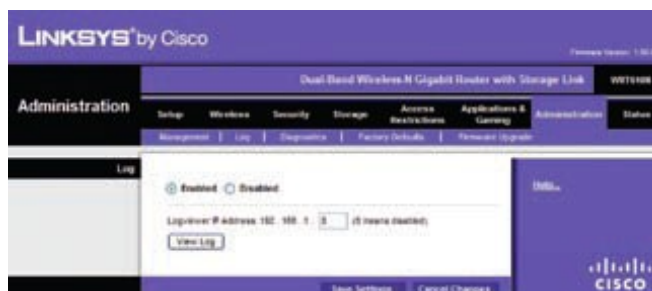 LINKSYS® by Cisco
Firmware Version:
Dual-Band Wireless-N Gigabit Router with Storage Link
Administration
Setup Wireless Security Storage Access Restrictions Applications & Gaming Administration Status
Management | Log | Diagnostics | Factory Defaults | Firmware Upgrade
Log
Enabled Disabled
Help...
Logviewer IP Address: 192. 168. 1. (0 means disabled)
View Log
Save Settings Cancel Changes
CISCO